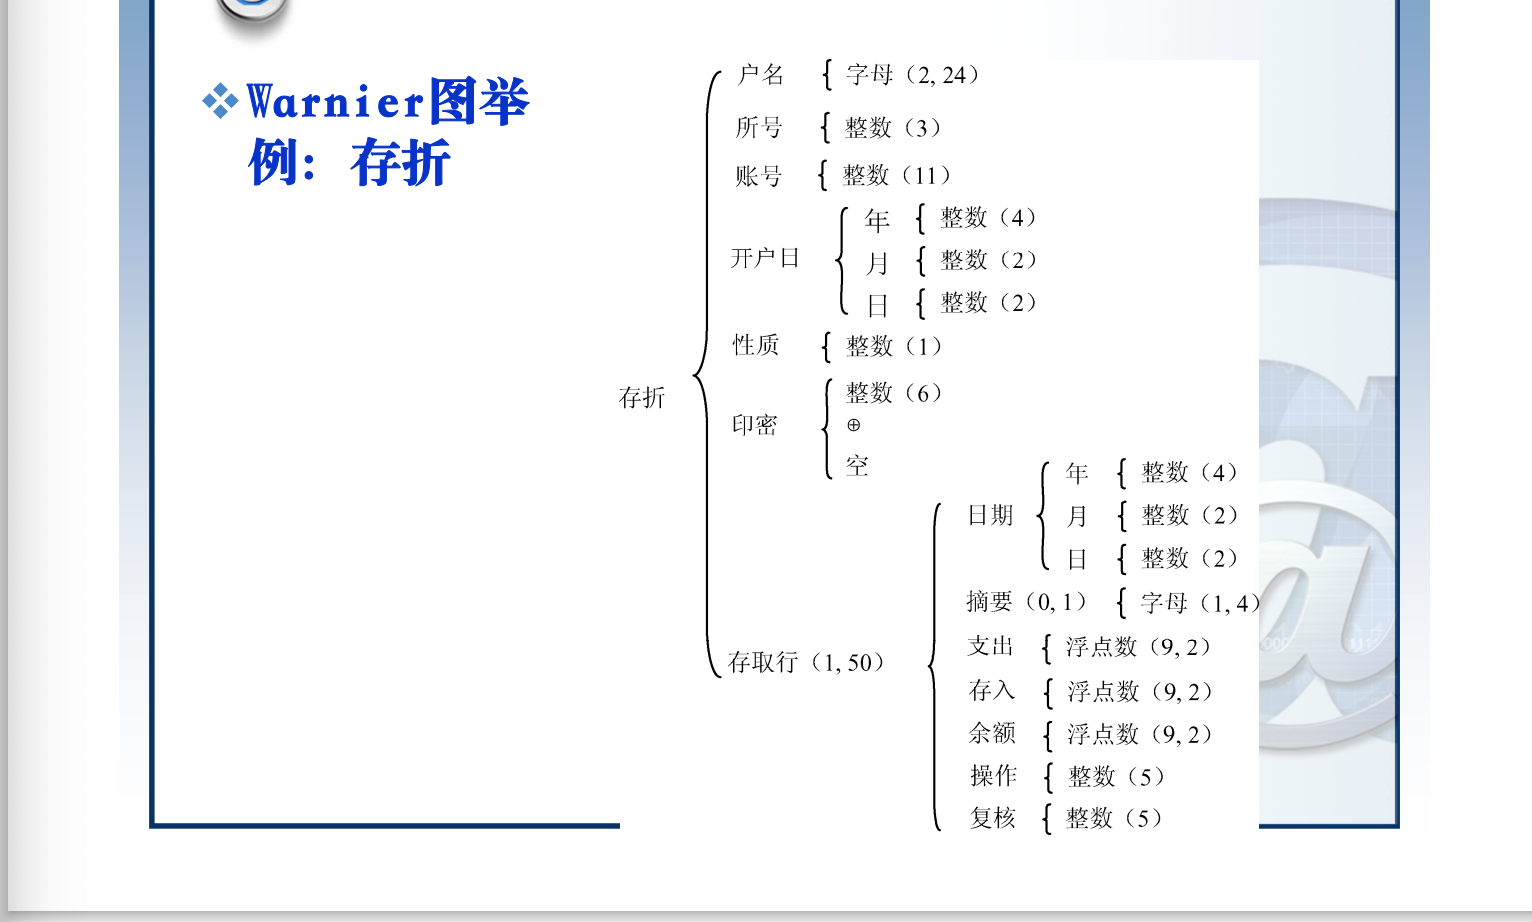 Warnier图举
例：存折
户名 { 字母（2, 24）
所号 { 整数（3）
账号 { 整数（11）
年 { 整数（4）
开户日 { 月 { 整数（2）
日 { 整数（2）
性质 { 整数（1）
存折 {
整数（6）
印密 { ⊕
空
年 { 整数（4）
日期 { 月 { 整数（2）
日 { 整数（2）
摘要（0, 1） { 字母（1, 4）
支出 { 浮点数（9, 2）
存取行（1, 50） {
存入 { 浮点数（9, 2）
余额 { 浮点数（9, 2）
操作 { 整数（5）
复核 { 整数（5）